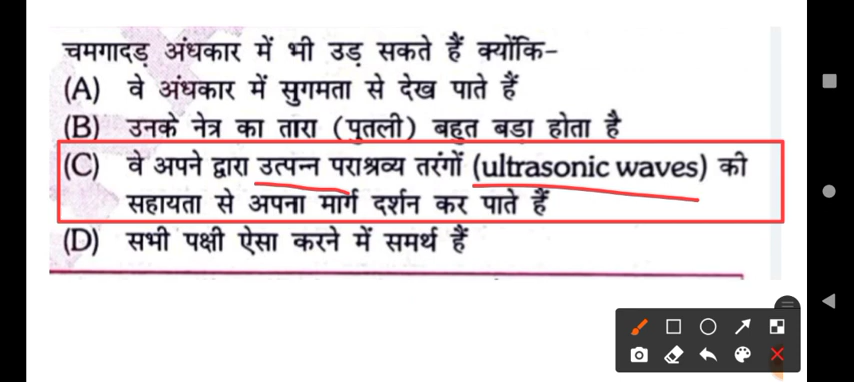 चमगादड़ अंधकार में भी उड़ सकते हैं क्योंकि-
(A) वे अंधकार में सुगमता से देख पाते हैं
(B) उनके नेत्र का तारा (पुतली) बहुत बडा होता है
(C) वे अपने द्वारा उत्पन्न पराश्रव्य तरंगों (ultrasonic waves) की
सहायता से अपना मार्ग दर्शन कर पाते हैं
(D) सभी पक्षी ऐसा करने में समर्थ हैं